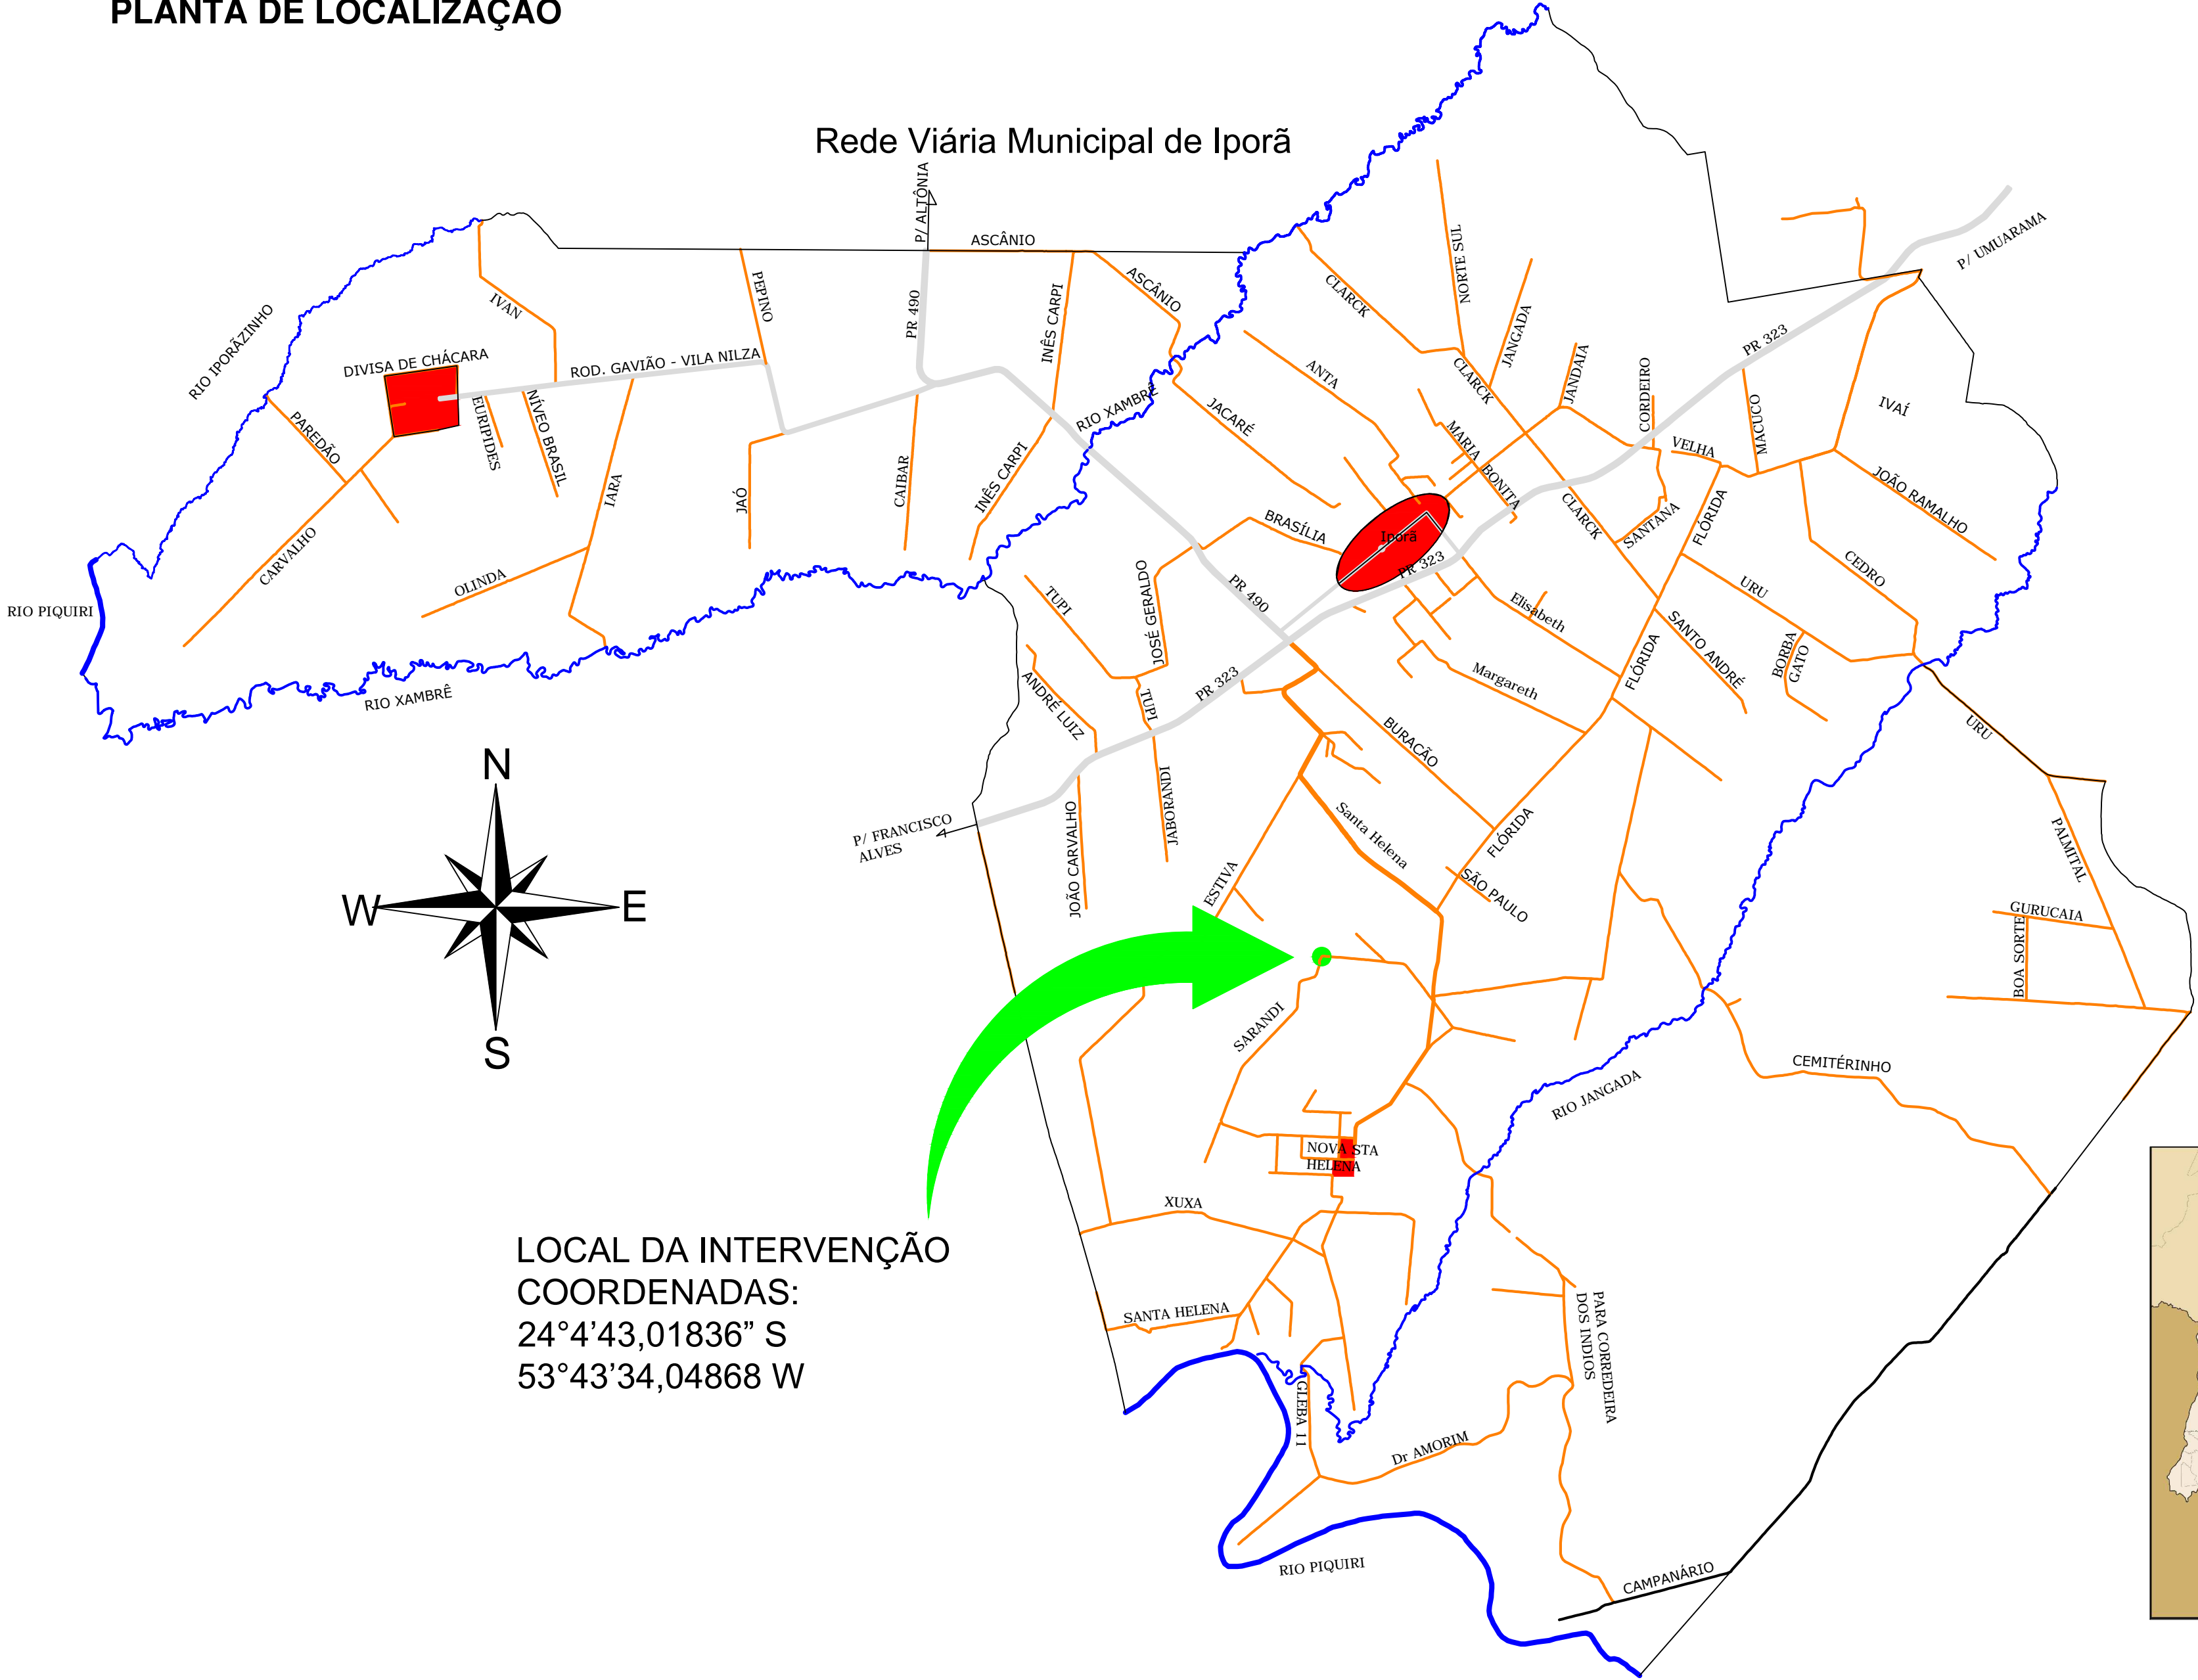 PLANTA DE LOCALIZAÇÃO
Rede Viária Municipal de Iporã
P/ ALTÔNIA
ASCÂNIO
P/ UMUARAMA
NORTE SUL
CLARCK
ASCÂNIO
PEPINO
IVAN
RIO IPORÃZINHO
PR 490
INÊS CARPI
JANGADA
PR 323
DIVISA DE CHÁCARA
ROD. GAVIÃO - VILA NILZA
ANTA
CLARCK
JANDAIA
CORDEIRO
IVAÍ
MACUCO
PAREDÃO
EURIPIDES
NÍVEO BRASIL
RIO XAMBRÊ
JACARÉ
MARIA BONITA
VELHA
IARA
JAÓ
CAIBAR
INÊS CARPI
JOÃO RAMALHO
CLARCK
SANTANA
FLÓRIDA
BRASÍLIA
Iporã
PR 323
CARVALHO
OLINDA
RIO PIQUIRI
TUPI
JOSÉ GERALDO
PR 490
Elisabeth
URU
CEDRO
SANTO ANDRÉ
BORBA
GATO
FLÓRIDA
Margareth
RIO XAMBRÊ
ANDRÉ LUIZ
TUPI
PR 323
BURACÃO
URU
N
W
E
S
P/ FRANCISCO
ALVES
JOÃO CARVALHO
JABORANDI
Santa Helena
FLÓRIDA
PALMITAL
ESTIVA
SÃO PAULO
GURUCAIA
BOA SORTE
SARANDI
CEMITÉRINHO
RIO JANGADA
NOVA STA
HELENA
XUXA
LOCAL DA INTERVENÇÃO
COORDENADAS:
24°4’43,01836” S
53°43’34,04868 W
SANTA HELENA
PARA CORREDEIRA
DOS INDIOS
GLEBA 11
Dr AMORIM
RIO PIQUIRI
CAMPANÁRIO